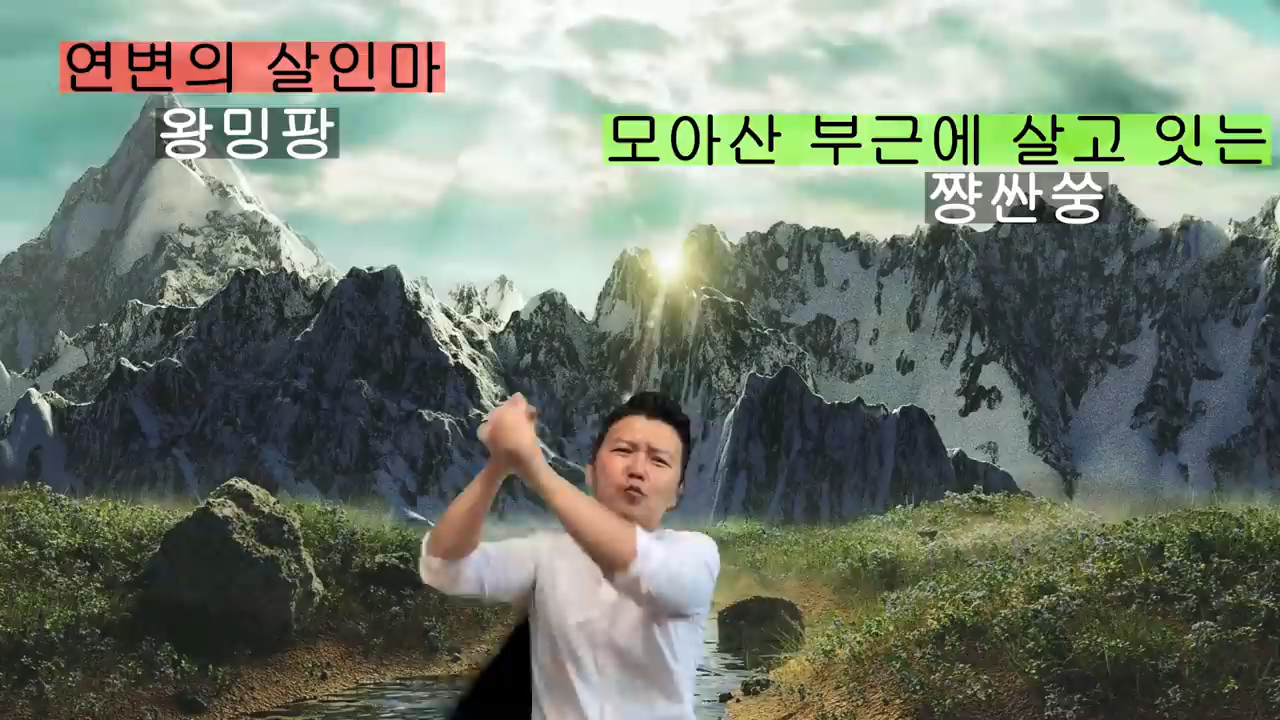 연변의 살인마
왕밍팡
모아산 부근에 살고 잇는
쨩싼쑹